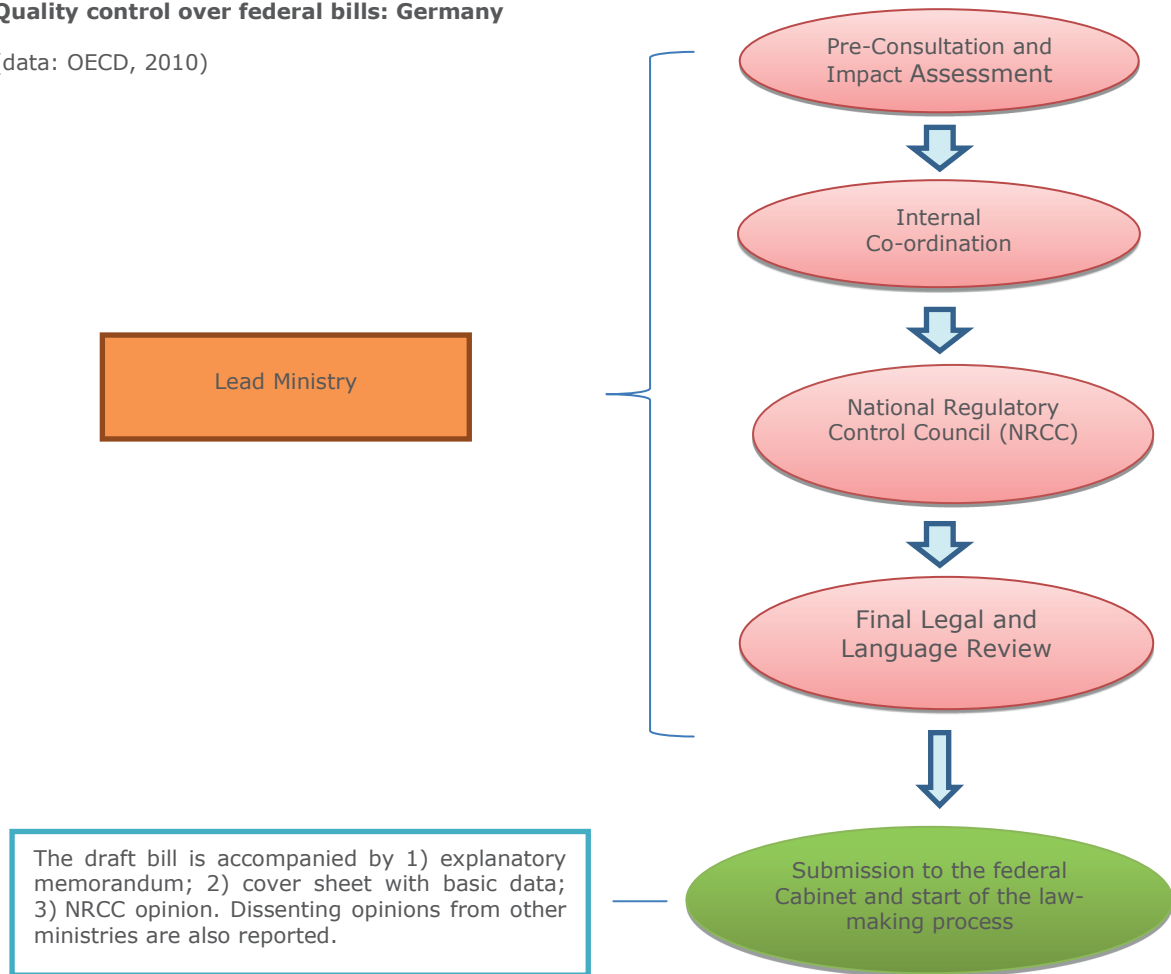 Quality control over federal bills: Germany
(data: OECD, 2010)
Pre-Consultation and
Impact Assessment
Internal
Co-ordination
Lead Ministry
National Regulatory
Control Council (NRCC)
Final Legal and
Language Review
The draft bill is accompanied by 1) explanatory
memorandum; 2) cover sheet with basic data;
3) NRCC opinion. Dissenting opinions from other
ministries are also reported.
Submission to the federal
Cabinet and start of the law-
making process